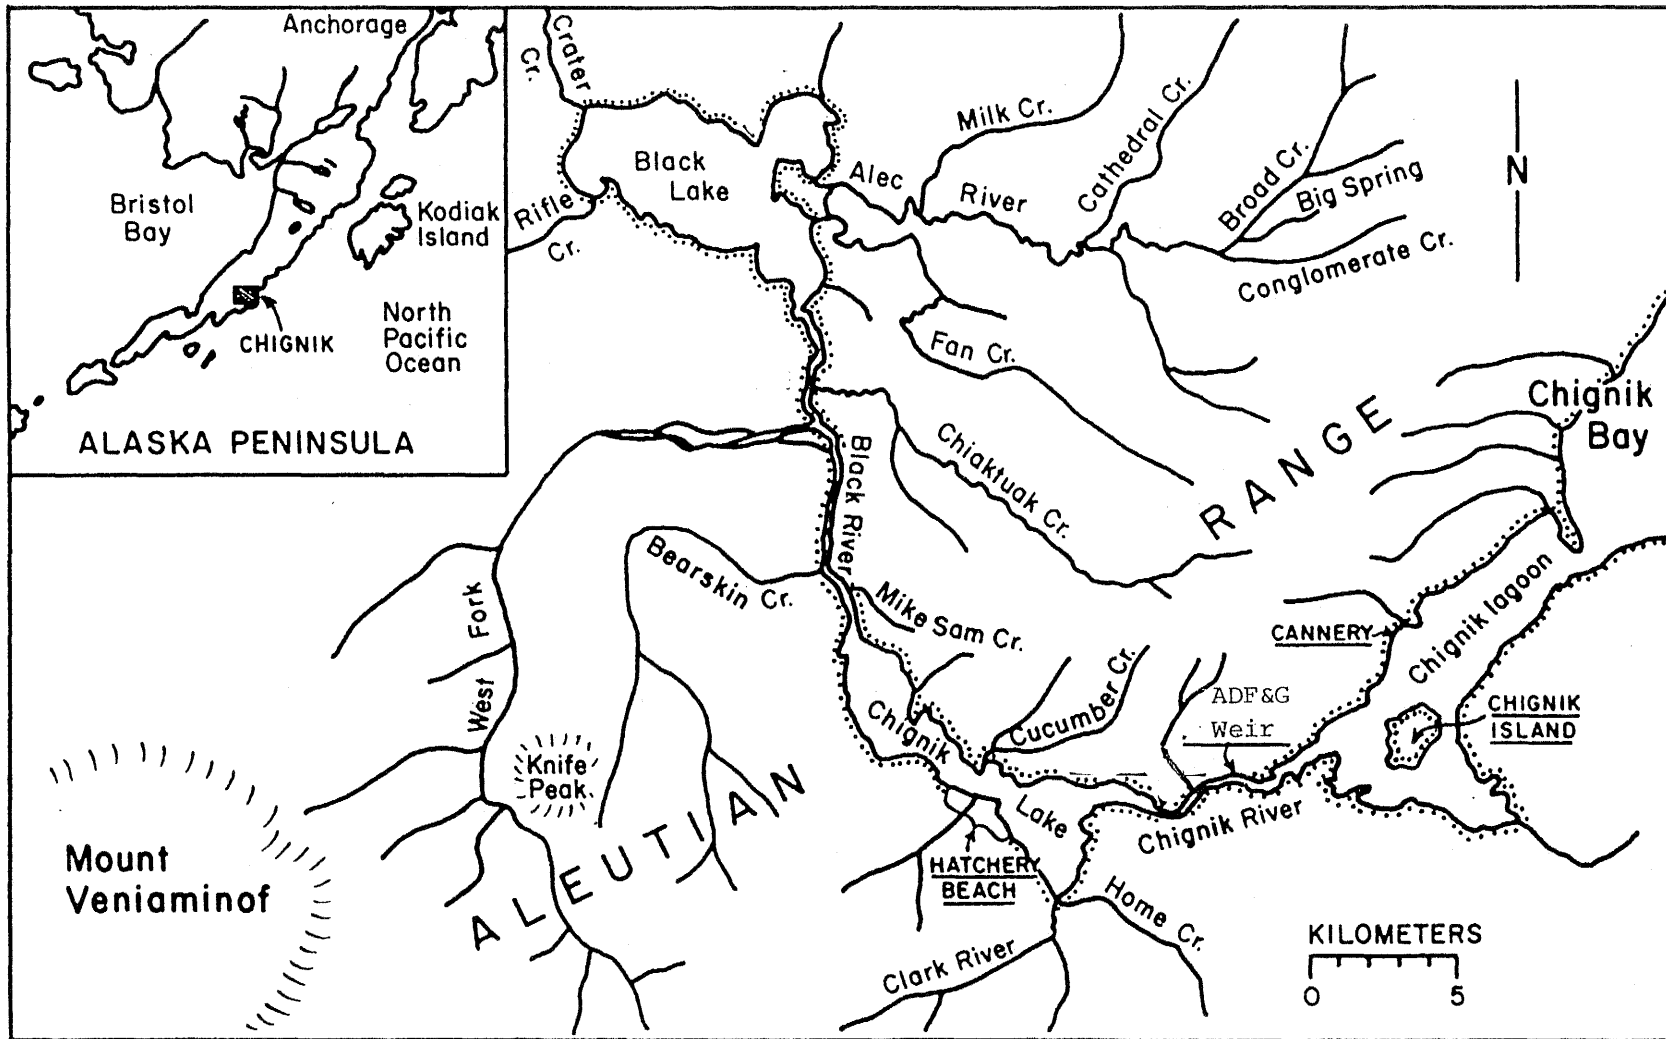 Anchorage
Bristol
Bay
Kodiak
Island
North
Pacific
Ocean
CHIGNIK
ALASKA PENINSULA
Crater
Cr.
Black
Lake
Rifle
Cr.
Alec
River
Milk Cr.
Cathedral Cr.
Broad Cr.
Big Spring
Conglomerate Cr.
N
Fan Cr.
Chiaktuak Cr.
Black River
RANGE
Chignik
Bay
West Fork
Bearskin Cr.
Mike Sam Cr.
Cucumber Cr.
ADF&G
Weir
CANNERY
Chignik lagoon
CHIGNIK
ISLAND
Chignik
Lake
Chignik River
Knife
Peak
Mount
Veniaminof
ALEUTIAN
HATCHERY
BEACH
Home Cr.
Clark River
KILOMETERS
0 5